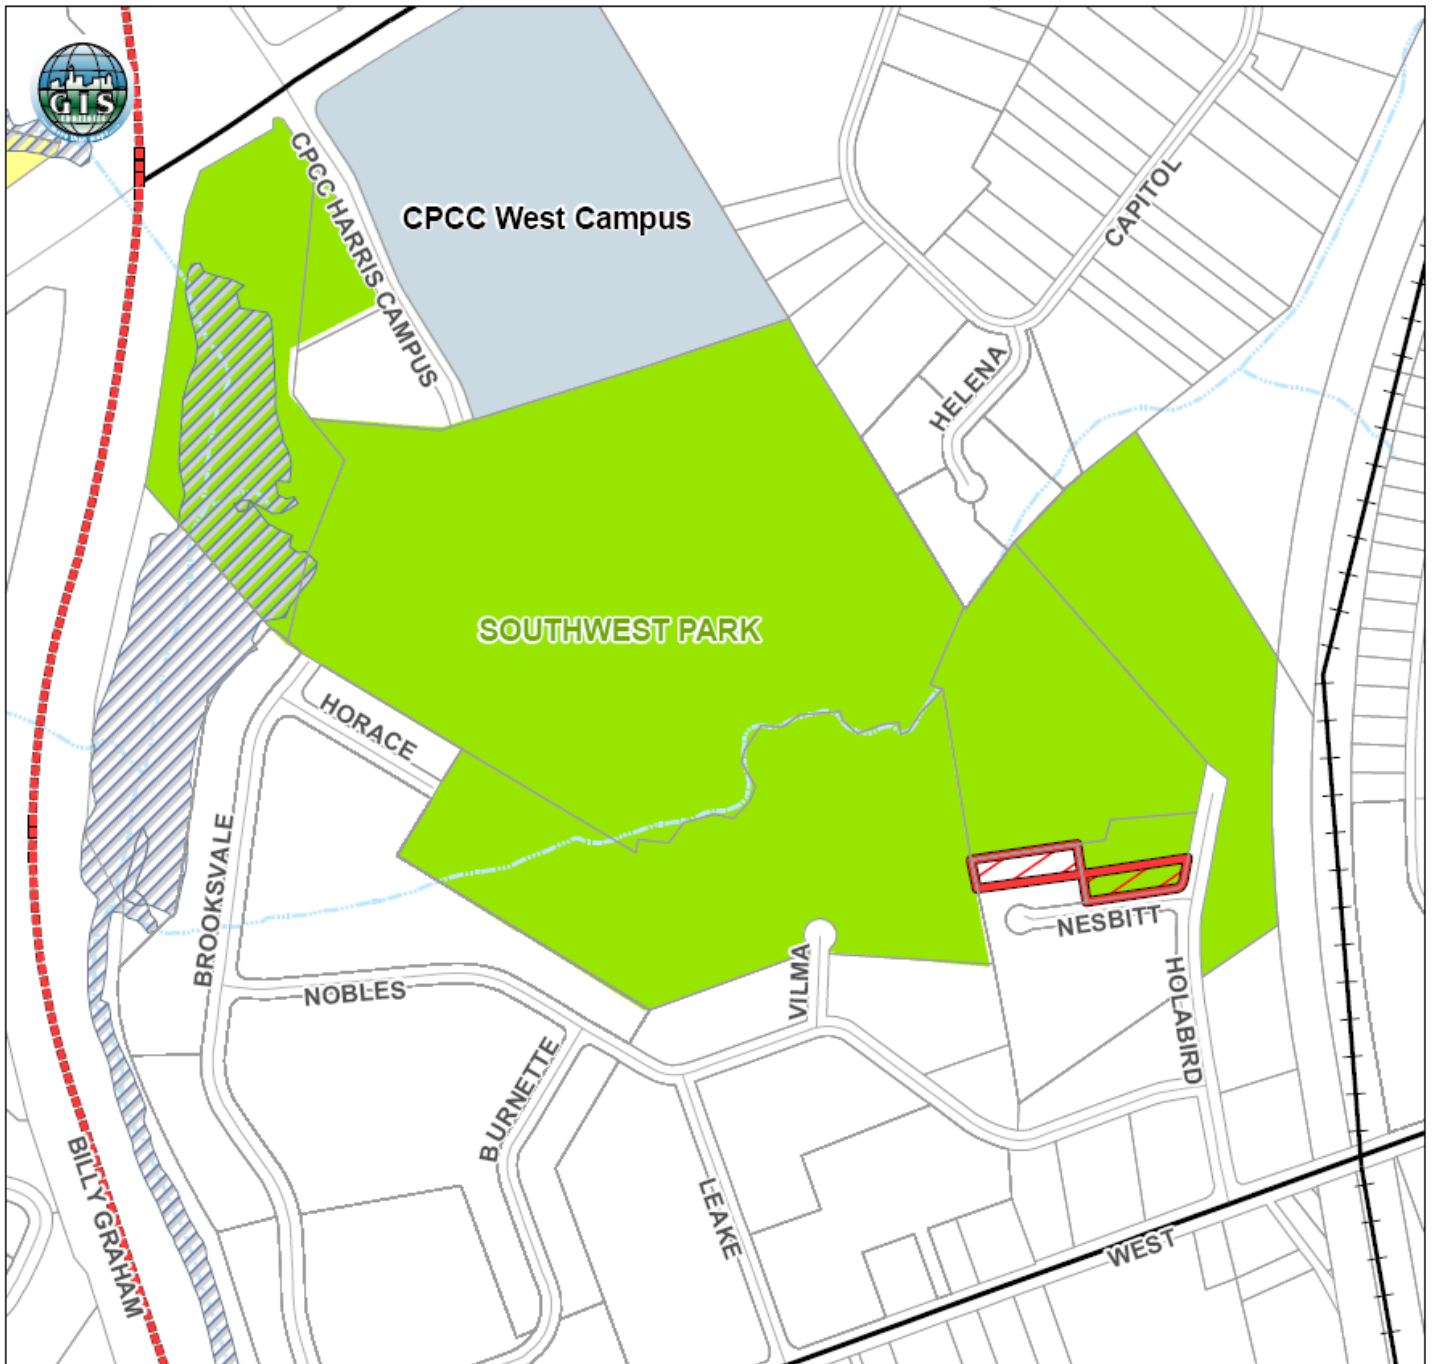 GIS
CPCC HARRIS CAMPUS
CPCC West Campus
CAPITOL
HELENA
SOUTHWEST PARK
HORACE
BROOKSVALE
NESBITT
NOBLES
VILMA
HOLABIRD
BURNETTE
BILLY GRAHAM
LEAKE
WEST